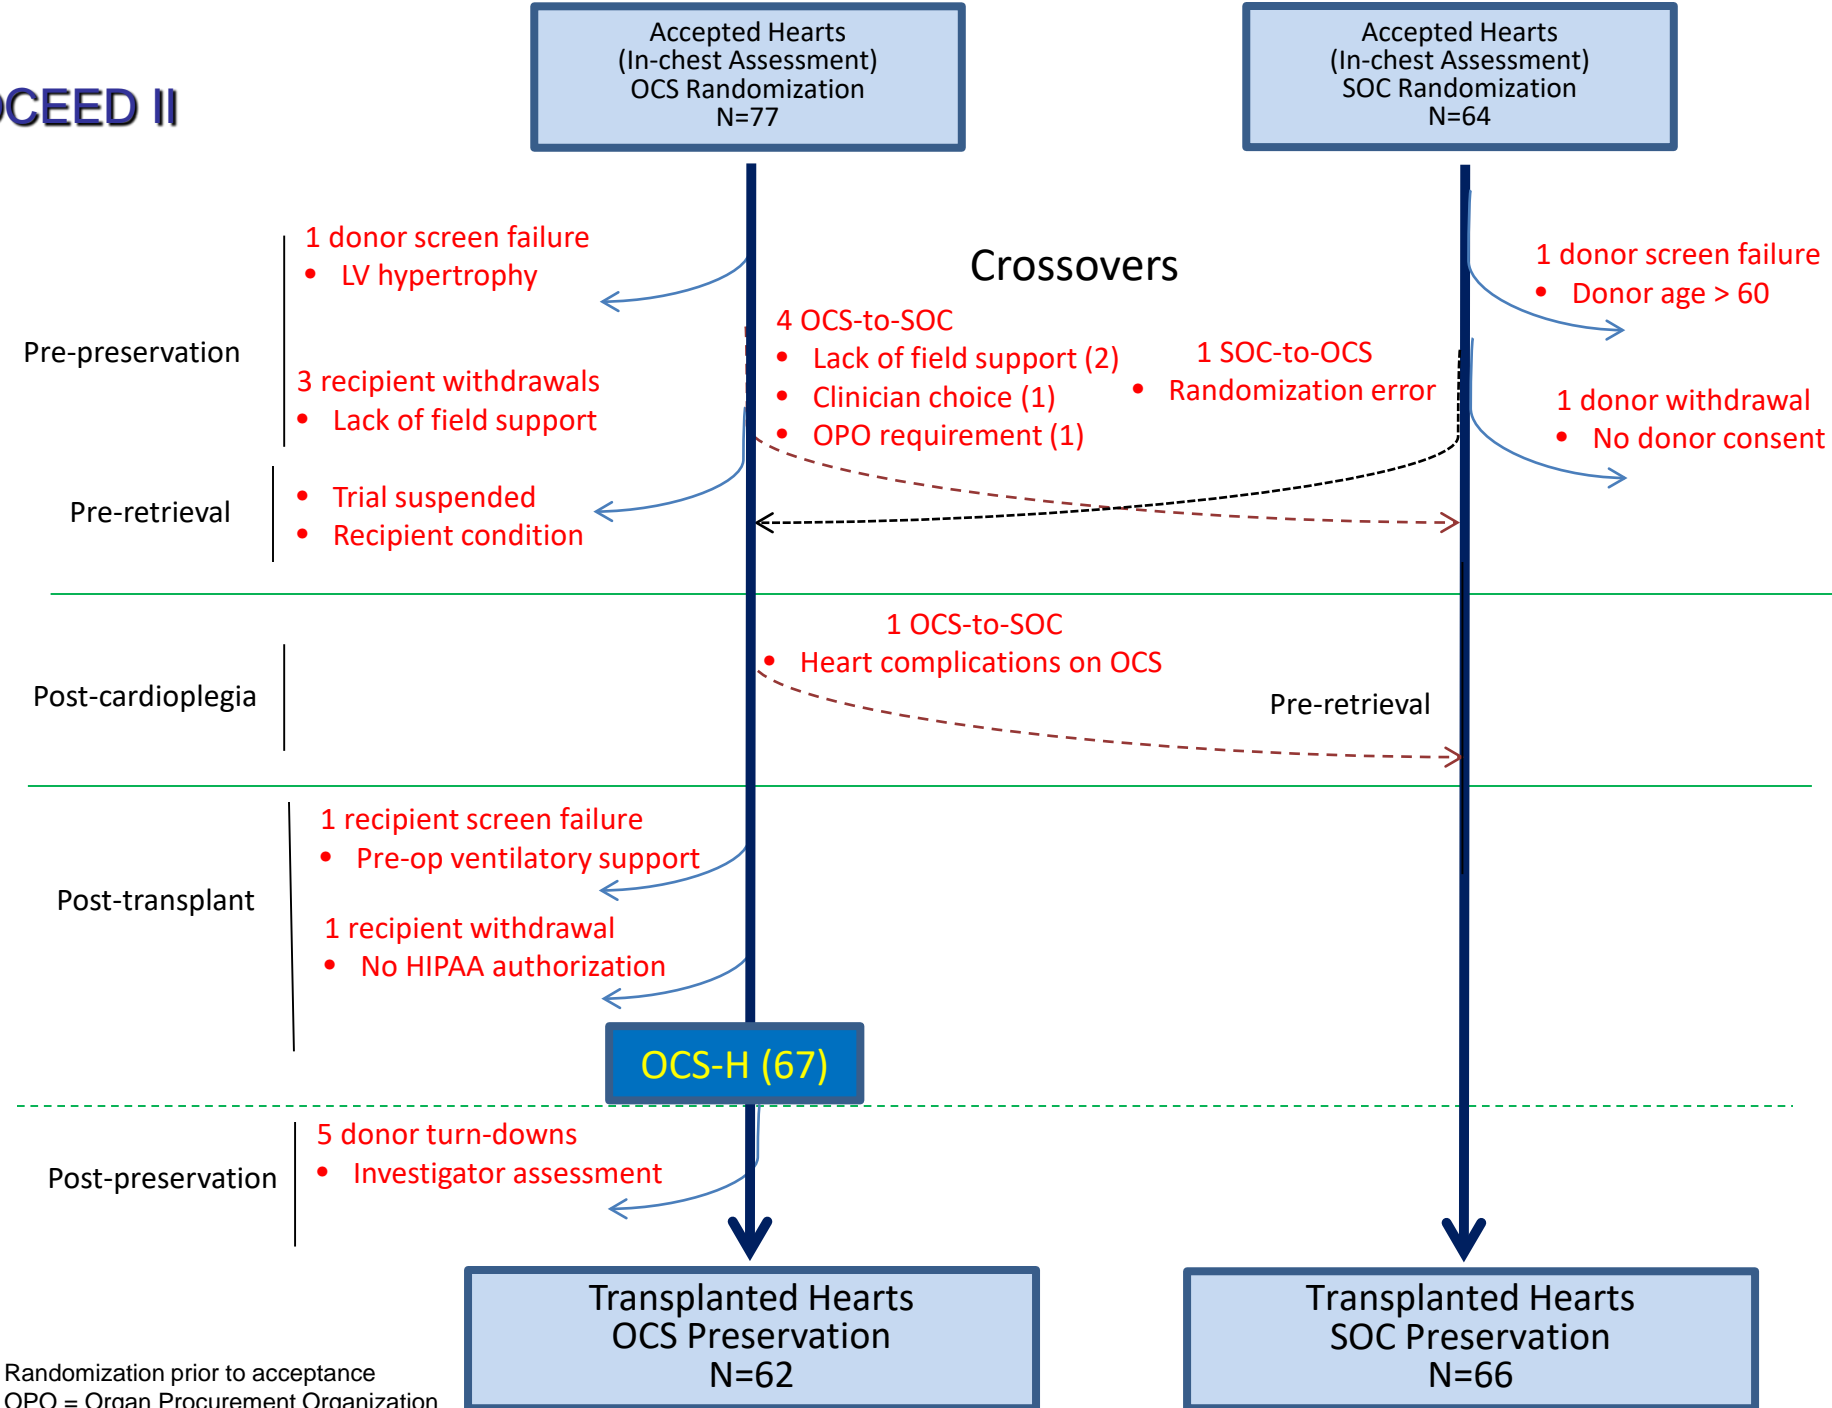 OCEED II
Accepted Hearts
(In-chest Assessment)
OCS Randomization
N=77
Accepted Hearts
(In-chest Assessment)
SOC Randomization
N=64
Crossovers
Pre-preservation
1 donor screen failure
• LV hypertrophy
3 recipient withdrawals
• Lack of field support
4 OCS-to-SOC
• Lack of field support (2)
• Clinician choice (1)
• OPO requirement (1)
1 SOC-to-OCS
• Randomization error
1 donor screen failure
• Donor age > 60
1 donor withdrawal
• No donor consent
Pre-retrieval
• Trial suspended
• Recipient condition
Post-cardioplegia
1 OCS-to-SOC
• Heart complications on OCS
Pre-retrieval
Post-transplant
1 recipient screen failure
• Pre-op ventilatory support
1 recipient withdrawal
• No HIPAA authorization
OCS-H (67)
Post-preservation
5 donor turn-downs
• Investigator assessment
Transplanted Hearts
OCS Preservation
N=62
Transplanted Hearts
SOC Preservation
N=66
Randomization prior to acceptance
OPO = Organ Procurement Organization